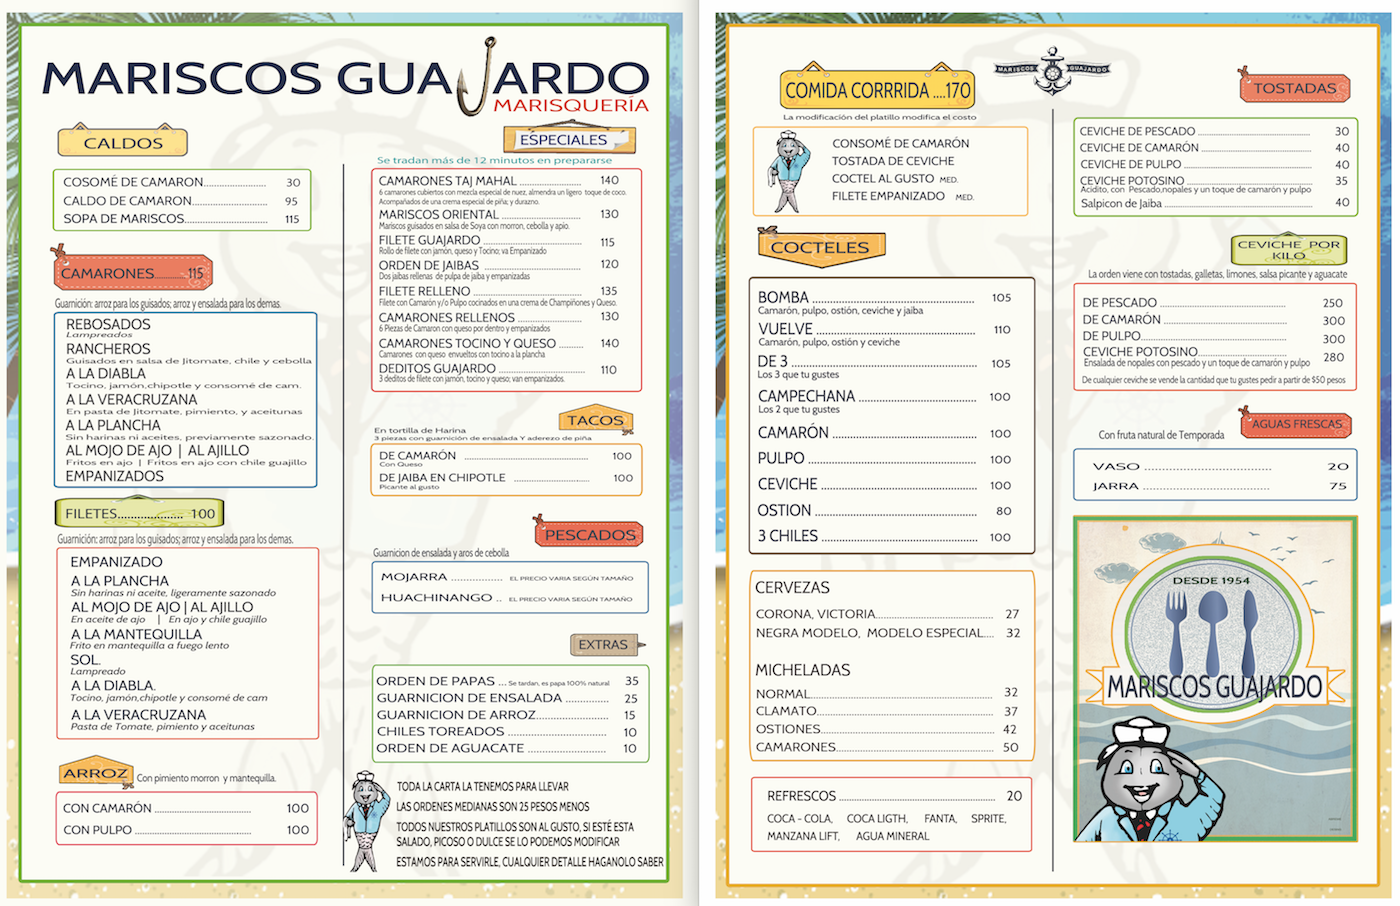 MARISCOS GUAJARDO
MARISQUERÍA
CALDOS
COSOMÉ DE CAMARON........................ 30
CALDO DE CAMARON............................. 95
SOPA DE MARISCOS................................ 115
CAMARONES........115
Guarnición: arroz para los guisados; arroz y ensalada para los demas.
REBOSADOS
Lampreados
RANCHEROS
Guisados en salsa de Jitomate, chile y cebolla
A LA DIABLA
Tocino, jamón,chipotle y consomé de cam.
A LA VERACRUZANA
En pasta de Jitomate, pimiento, y aceitunas
A LA PLANCHA
Sin harinas ni aceites, previamente sazonado.
AL MOJO DE AJO | AL AJILLO
Fritos en ajo | Fritos en ajo con chile guajillo
EMPANIZADOS
FILETES..................... 100
Guarnición: arroz para los guisados; arroz y ensalada para los demas.
EMPANIZADO
A LA PLANCHA
Sin harinas ni aceite, ligeramente sazonado
AL MOJO DE AJO | AL AJILLO
En aceite de ajo | En ajo y chile guajillo
A LA MANTEQUILLA
Frito en mantequilla a fuego lento
SOL.
Lampreado
A LA DIABLA.
Tocino, jamón,chipotle y consomé de cam
A LA VERACRUZANA
Pasta de Tomate, pimiento y aceitunas
ARROZ Con pimiento morron y mantequilla.
CON CAMARÓN ........................................ 100
CON PULPO ................................................ 100
ESPECIALES
Se tradan más de 12 minutos en prepararse
CAMARONES TAJ MAHAL ........................ 140
6 camarones cubiertos con mezcla especial de nuez, almendra un ligero toque de coco.
Acompañados de una crema especial de piña; y durazno.
MARISCOS ORIENTAL ............................... 130
Mariscos guisados en salsa de Soya con morron, cebolla y apio.
FILETE GUAJARDO ...................................... 115
Rollo de filete con jamón, queso y Tocino; va Empanizado
ORDEN DE JAIBAS ...................................... 120
Dos jaibas rellenas de pulpa de jaiba y empanizadas
FILETE RELLENO .......................................... 135
Filete con Camarón y/o Pulpo cocinados en una crema de Champiñones y Queso.
CAMARONES RELLENOS ........................... 130
6 Piezas de Camaron con queso por dentro y empanizados
CAMARONES TOCINO Y QUESO .......... 140
Camarones con queso envueltos con tocino a la plancha
DEDITOS GUAJARDO ................................. 110
3 deditos de filete con jamón, tocino y queso; van empanizados.
TACOS
En tortilla de Harina
3 piezas con guarnición de ensalada Y aderezo de piña
DE CAMARÓN ................................................ 100
Con Queso
DE JAIBA EN CHIPOTLE ............................. 100
Picante al gusto
PESCADOS
Guarnicion de ensalada y aros de cebolla
MOJARRA ................. EL PRECIO VARIA SEGÚN TAMAÑO
HUACHINANGO .. EL PRECIO VARIA SEGÚN TAMAÑO
EXTRAS
ORDEN DE PAPAS ... Se tardan, es papa 100% natural 35
GUARNICION DE ENSALADA .............. 25
GUARNICION DE ARROZ....................... 15
CHILES TOREADOS ................................. 10
ORDEN DE AGUACATE ......................... 10
TODA LA CARTA LA TENEMOS PARA LLEVAR
LAS ORDENES MEDIANAS SON 25 PESOS MENOS
TODOS NUESTROS PLATILLOS SON AL GUSTO, SI ESTÉ ESTA
SALADO, PICOSO O DULCE SE LO PODEMOS MODIFICAR
ESTAMOS PARA SERVIRLE, CUALQUIER DETALLE HAGANOLO SABER
MARISCOS GUAJARDO
COMIDA CORRRIDA ....170
La modificación del platillo modifica el costo
CONSOMÉ DE CAMARÓN
TOSTADA DE CEVICHE
COCTEL AL GUSTO MED.
FILETE EMPANIZADO MED.
COCTELES
BOMBA ................................................ 105
Camarón, pulpo, ostión, ceviche y jaiba
VUELVE ............................................... 110
Camarón, pulpo, ostión y ceviche
DE 3 ...................................................... 105
Los 3 que tu gustes
CAMPECHANA ................................... 100
Los 2 que tu gustes
CAMARÓN .......................................... 100
PULPO .................................................. 100
CEVICHE .............................................. 100
OSTION ................................................ 80
3 CHILES .............................................. 100
CERVEZAS
CORONA, VICTORIA................................... 27
NEGRA MODELO, MODELO ESPECIAL.... 32
MICHELADAS
NORMAL....................................................... 32
CLAMATO..................................................... 37
OSTIONES.................................................... 42
CAMARONES............................................... 50
REFRESCOS .................................................... 20
COCA - COLA, COCA LIGTH, FANTA, SPRITE,
MANZANA LIFT, AGUA MINERAL
TOSTADAS
CEVICHE DE PESCADO ............................................ 30
CEVICHE DE CAMARÓN .......................................... 40
CEVICHE DE PULPO ................................................. 40
CEVICHE POTOSINO ................................................ 35
Acidito, con Pescado,nopales y un toque de camarón y pulpo
Salpicon de Jaiba ...................................................... 40
CEVICHE POR
KILO
La orden viene con tostadas, galletas, limones, salsa picante y aguacate
DE PESCADO ................................................ 250
DE CAMARÓN .............................................. 300
DE PULPO..................................................... 300
CEVICHE POTOSINO................................... 280
Ensalada de nopales con pescado y un toque de camarón y pulpo
De cualquier ceviche se vende la cantidad que tu gustes pedir a partir de $50 pesos
AGUAS FRESCAS
Con fruta natural de Temporada
VASO ....................................... 20
JARRA ...................................... 75
DESDE 1954
MARISCOS GUAJARDO